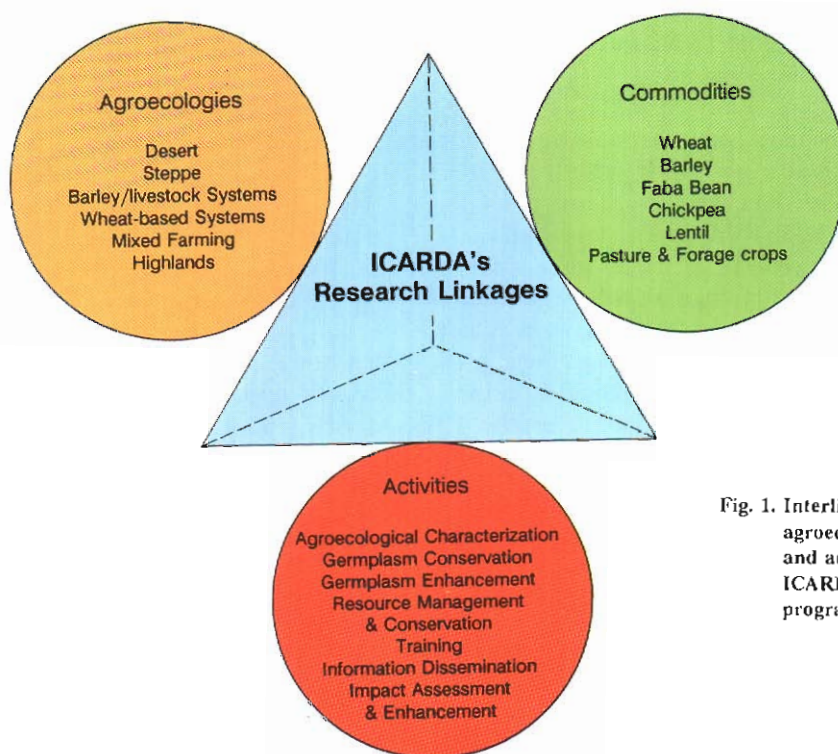 Agroecologies
Desert
Steppe
Barley/livestock Systems
Wheat-based Systems
Mixed Farming
Highlands
Commodities
Wheat
Barley
Faba Bean
Chickpea
Lentil
Pasture & Forage crops
ICARDA's
Research Linkages
Activities
Agroecological Characterization
Germplasm Conservation
Germplasm Enhancement
Resource Management
& Conservation
Training
Information Dissemination
Impact Assessment
& Enhancement
Fig. 1.
and